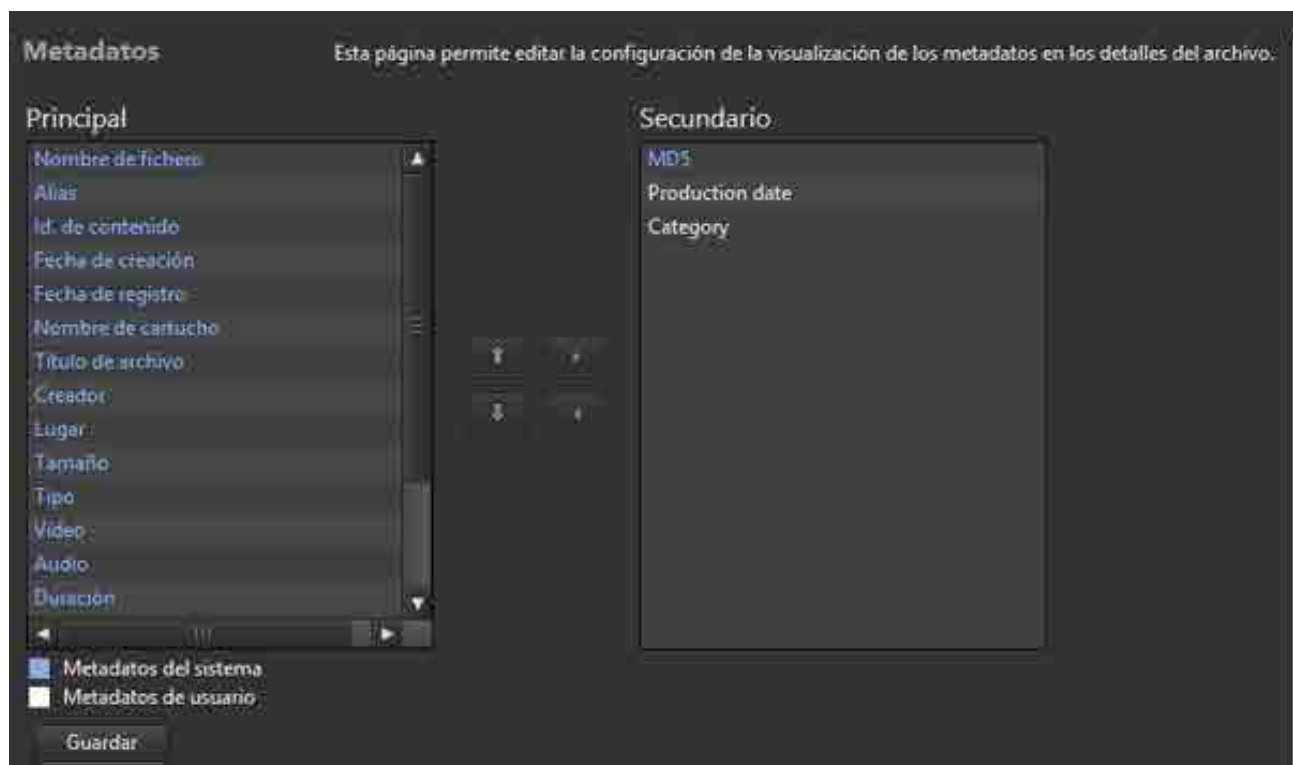 Metadatos
Esta página permite editar la configuración de la visualización de los metadatos en los detalles del archivo.
Principal
Secundario
Nombre de fichero
Alias
Id. de contenido
Fecha de creación
Fecha de registro
Nombre de cartucho
Título de archivo
Creador
Lugar
Tamaño
Tipo
Vídeo
Audio
Duración
MD5
Production date
Category
Metadatos del sistema
Metadatos de usuario
Guardar